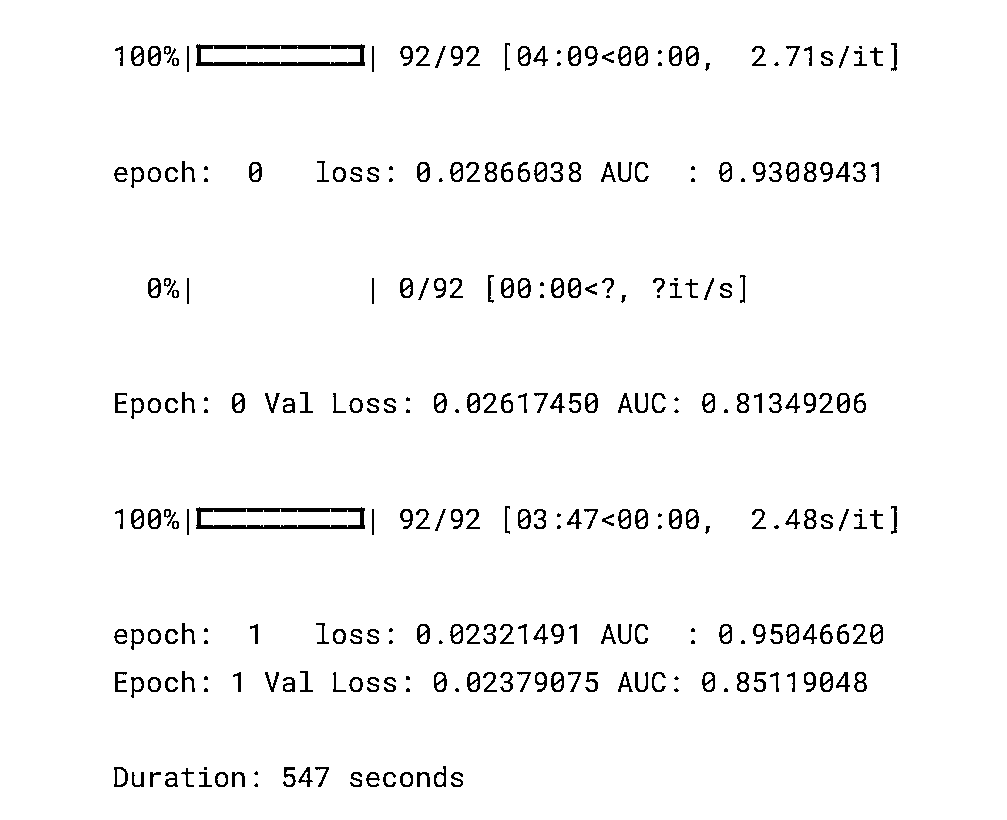 100%|██████████| 92/92 [04:09<00:00,  2.71s/it]
epoch:  0   loss: 0.02866038 AUC  : 0.93089431
  0%|          | 0/92 [00:00<?, ?it/s]
Epoch: 0 Val Loss: 0.02617450 AUC: 0.81349206
100%|██████████| 92/92 [03:47<00:00,  2.48s/it]
epoch:  1   loss: 0.02321491 AUC  : 0.95046620
Epoch: 1 Val Loss: 0.02379075 AUC: 0.85119048
Duration: 547 seconds